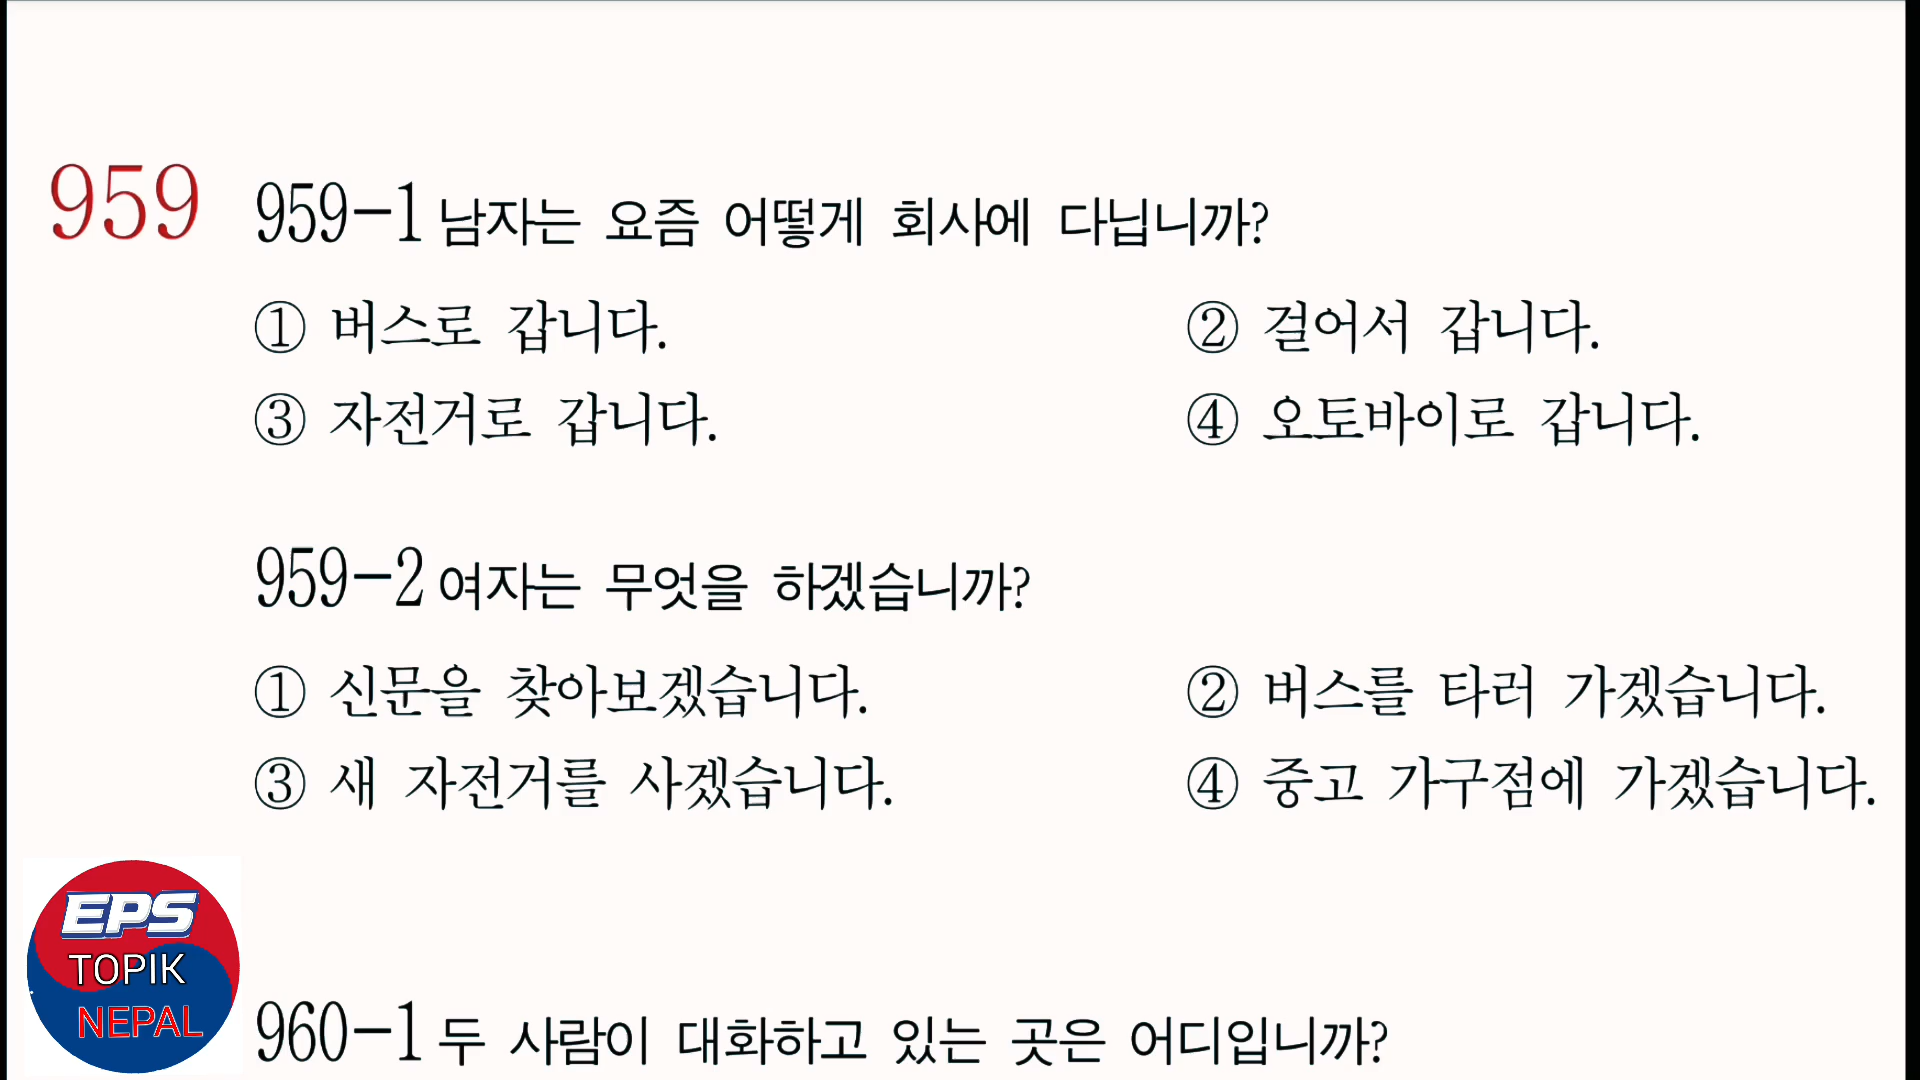 959 959-1 남자는 요즘 어떻게 회사에 다닙니까?
① 버스로 갑니다. ② 걸어서 갑니다.
③ 자전거로 갑니다. ④ 오토바이로 갑니다.
959-2 여자는 무엇을 하겠습니까?
① 신문을 찾아보겠습니다. ② 버스를 타러 가겠습니다.
③ 새 자전거를 사겠습니다. ④ 중고 가구점에 가겠습니다.
EPS
TOPIK
NEPAL
960-1 두 사람이 대화하고 있는 곳은 어디입니까?